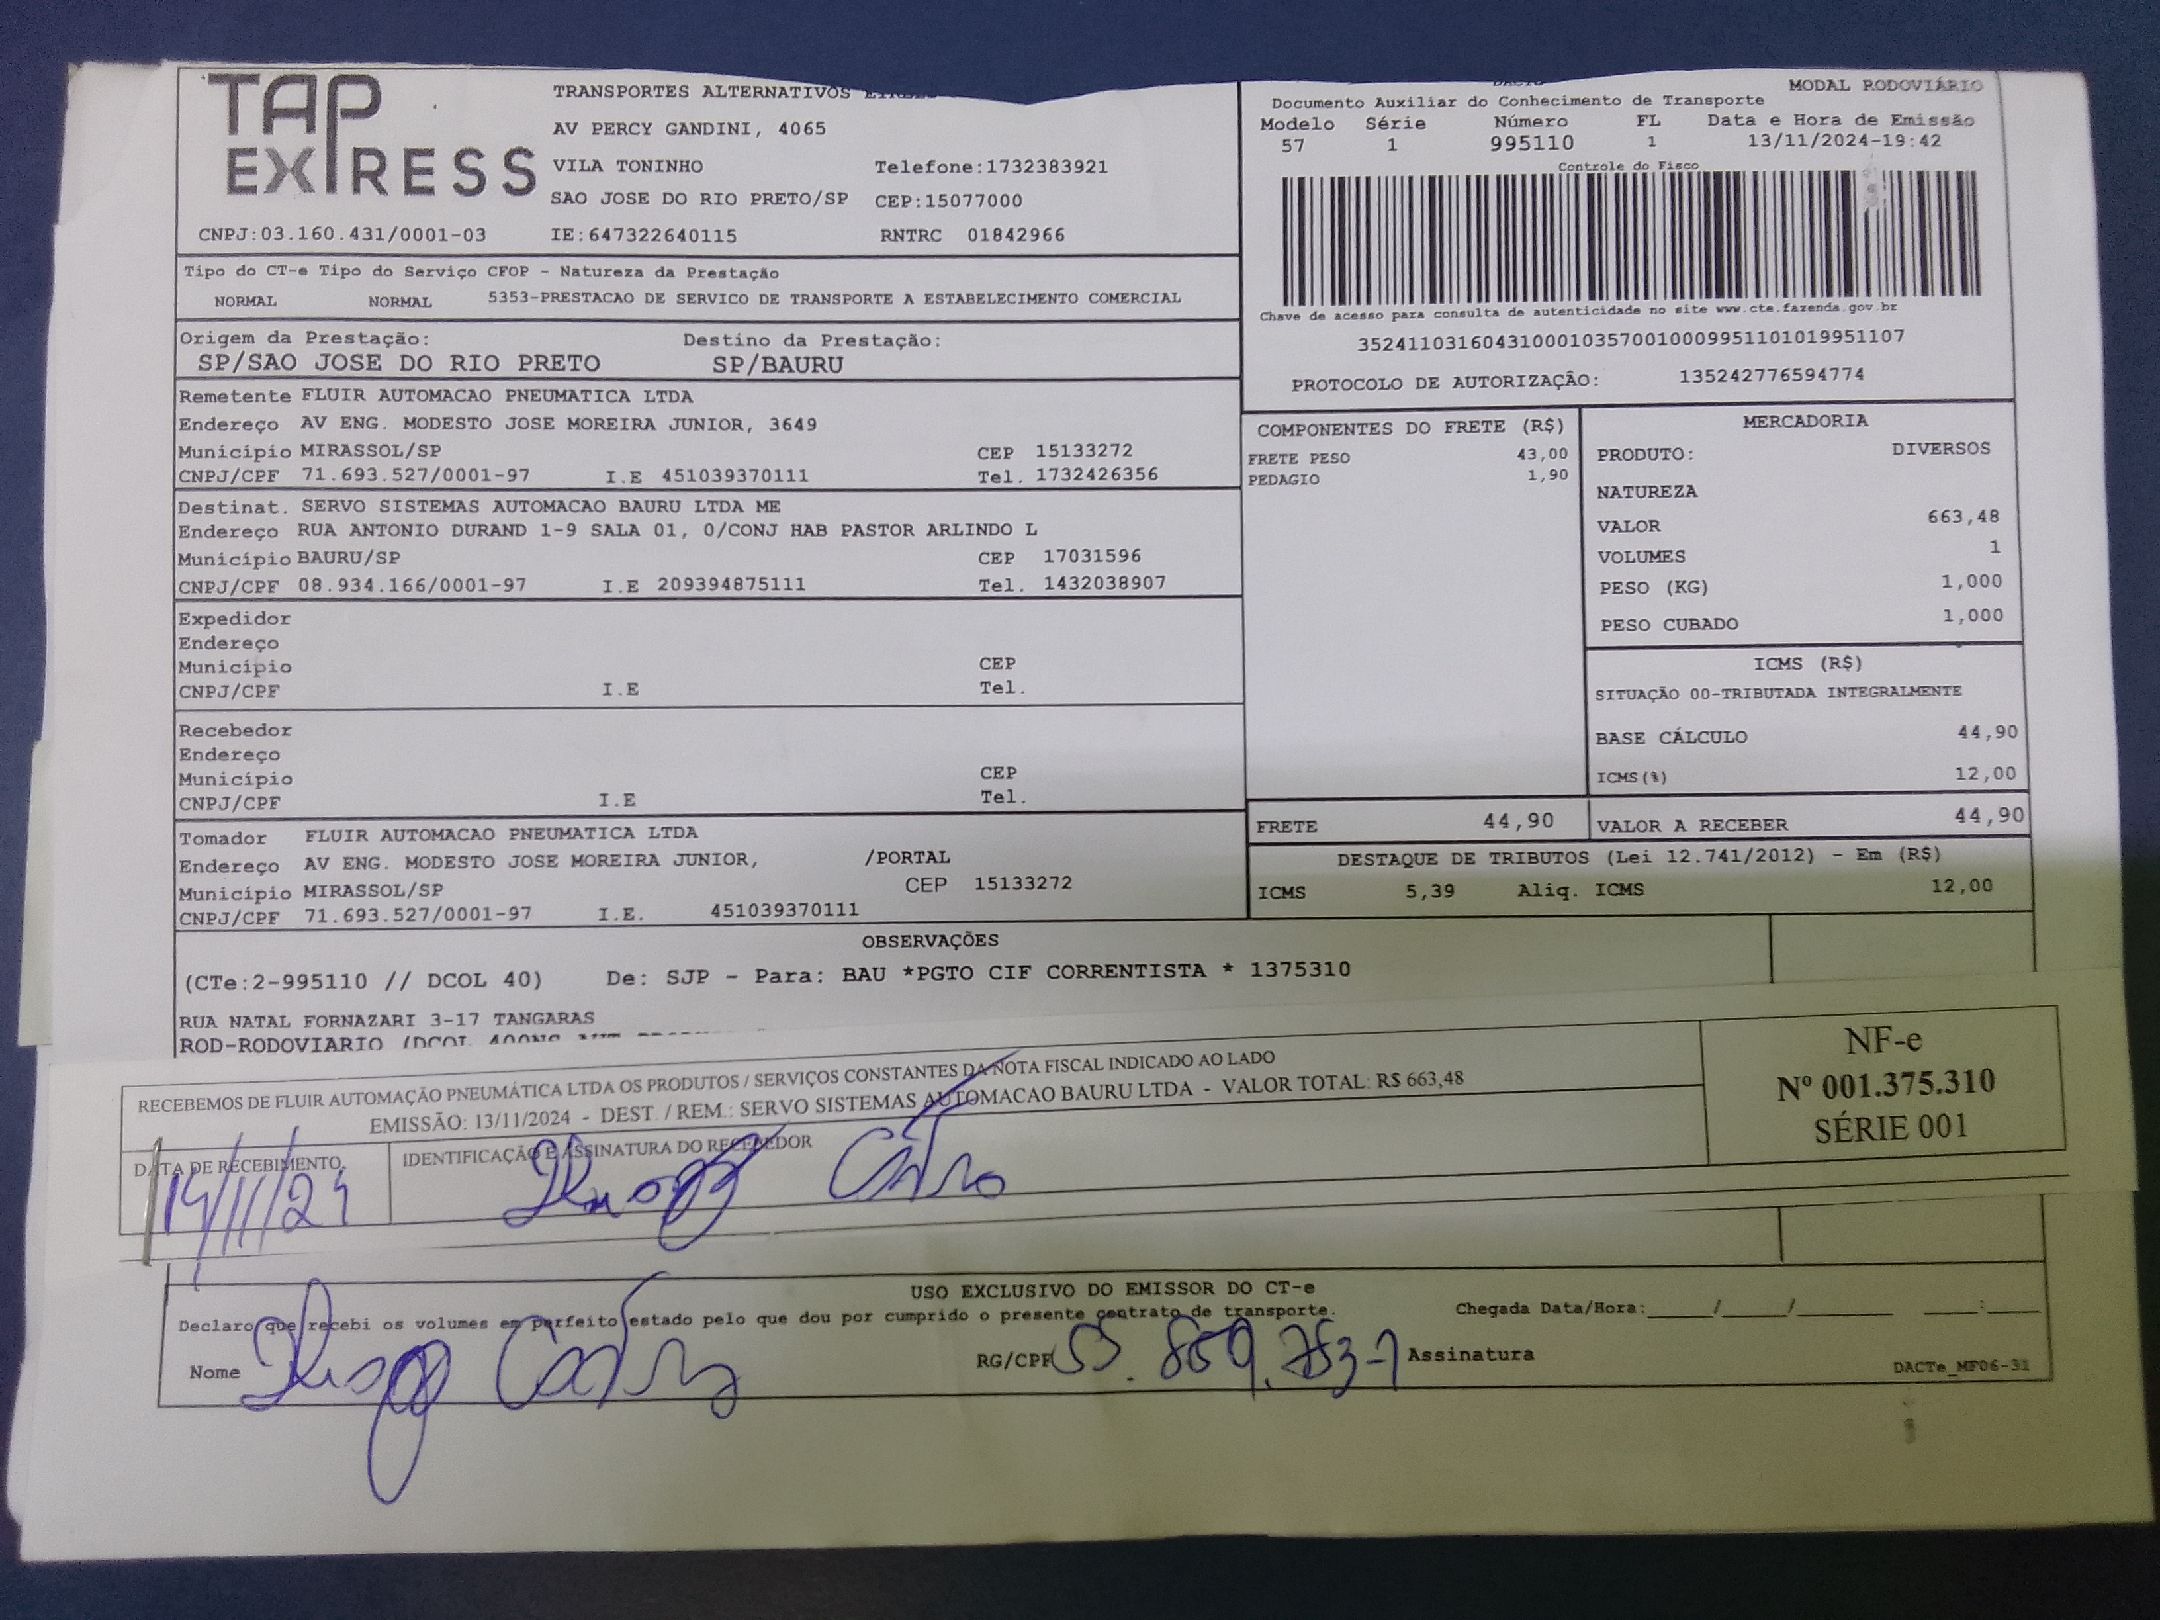 TAP EXPRESS
TRANSPORTES ALTERNATIVOS
AV PERCY GANDINI, 4065
VILA TONINHO Telefone:1732383921
SAO JOSE DO RIO PRETO/SP CEP:15077000
CNPJ:03.160.431/0001-03 IE:647322640115 RNTRC 01842966
MODAL RODOVIÁRIO
Documento Auxiliar do Conhecimento de Transporte
Modelo Série Número FL Data e Hora de Emissão
57 1 995110 1 13/11/2024-19:42
Controle do Fisco
Chave de acesso para consulta de autenticidade no site www.cte.fazenda.gov.br
35241103160431000103570010009951101019951107
PROTOCOLO DE AUTORIZAÇÃO: 135242776594774
Tipo do CT-e Tipo do Serviço CFOP - Natureza da Prestação
NORMAL NORMAL 5353-PRESTACAO DE SERVICO DE TRANSPORTE A ESTABELECIMENTO COMERCIAL
Origem da Prestação: Destino da Prestação:
SP/SAO JOSE DO RIO PRETO SP/BAURU
Remetente FLUIR AUTOMACAO PNEUMATICA LTDA
Endereço AV ENG. MODESTO JOSE MOREIRA JUNIOR, 3649
Município MIRASSOL/SP CEP 15133272
CNPJ/CPF 71.693.527/0001-97 I.E 451039370111 Tel. 1732426356
Destinat. SERVO SISTEMAS AUTOMACAO BAURU LTDA ME
Endereço RUA ANTONIO DURAND 1-9 SALA 01, 0/CONJ HAB PASTOR ARLINDO L
Município BAURU/SP CEP 17031596
CNPJ/CPF 08.934.166/0001-97 I.E 209394875111 Tel. 1432038907
Expedidor
Endereço
Município CEP
CNPJ/CPF I.E Tel.
Recebedor
Endereço
Município CEP
CNPJ/CPF I.E Tel.
Tomador FLUIR AUTOMACAO PNEUMATICA LTDA
Endereço AV ENG. MODESTO JOSE MOREIRA JUNIOR, /PORTAL
Município MIRASSOL/SP CEP 15133272
CNPJ/CPF 71.693.527/0001-97 I.E. 451039370111
COMPONENTES DO FRETE (R$)
FRETE PESO 43,00
PEDAGIO 1,90
MERCADORIA
PRODUTO: DIVERSOS
NATUREZA
VALOR 663,48
VOLUMES 1
PESO (KG) 1,000
PESO CUBADO 1,000
ICMS (R$)
SITUAÇÃO 00-TRIBUTADA INTEGRALMENTE
BASE CÁLCULO 44,90
ICMS(%) 12,00
FRETE 44,90 VALOR A RECEBER 44,90
DESTAQUE DE TRIBUTOS (Lei 12.741/2012) - Em (R$)
ICMS 5,39 Aliq. ICMS 12,00
OBSERVAÇÕES
(CTe:2-995110 // DCOL 40) De: SJP - Para: BAU *PGTO CIF CORRENTISTA * 1375310
RUA NATAL FORNAZARI 3-17 TANGARAS
ROD-RODOVIARIO (DCOL
RECEBEMOS DE FLUIR AUTOMAÇÃO PNEUMÁTICA LTDA OS PRODUTOS / SERVIÇOS CONSTANTES DA NOTA FISCAL INDICADO AO LADO
EMISSÃO: 13/11/2024 - DEST. / REM.: SERVO SISTEMAS AUTOMACAO BAURU LTDA - VALOR TOTAL: R$ 663,48
DATA DE RECEBIMENTO IDENTIFICAÇÃO E ASSINATURA DO RECEBEDOR
14/11/24
NF-e
Nº 001.375.310
SÉRIE 001
USO EXCLUSIVO DO EMISSOR DO CT-e
Declaro que recebi os volumes em perfeito estado pelo que dou por cumprido o presente contrato de transporte. Chegada Data/Hora:_____/_____/_______ ____:____
Nome RG/CPF 53.859.753-1 Assinatura
DACTe_MF06-31